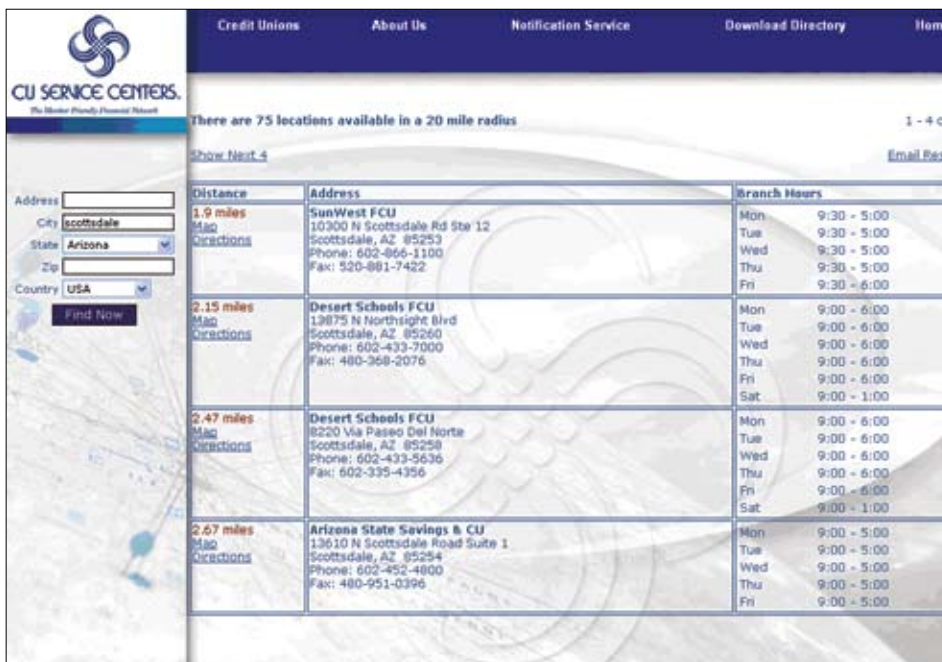 Credit Unions About Us Notification Service Download Directory Hom
CU SERVICE CENTERS.
The Member Friendly Financial Network
There are 75 locations available in a 20 mile radius 1 - 4
Show Next 4 Email Res
Address
City scottsdale
State Arizona
Zip
Country USA
Find Now
Distance Address Branch Hours
1.9 miles
Map
Directions
SunWest FCU
10300 N Scottsdale Rd Ste 12
Scottsdale, AZ 85253
Phone: 602-866-1100
Fax: 520-881-7422
Mon 9:30 - 5:00
Tue 9:30 - 5:00
Wed 9:30 - 5:00
Thu 9:30 - 5:00
Fri 9:30 - 6:00
2.15 miles
Map
Directions
Desert Schools FCU
13875 N Northsight Blvd
Scottsdale, AZ 85260
Phone: 602-433-7000
Fax: 480-368-2076
Mon 9:00 - 6:00
Tue 9:00 - 6:00
Wed 9:00 - 6:00
Thu 9:00 - 6:00
Fri 9:00 - 6:00
Sat 9:00 - 1:00
2.47 miles
Map
Directions
Desert Schools FCU
8220 Via Paseo Del Norte
Scottsdale, AZ 85258
Phone: 602-433-5636
Fax: 602-335-4356
Mon 9:00 - 6:00
Tue 9:00 - 6:00
Wed 9:00 - 6:00
Thu 9:00 - 6:00
Fri 9:00 - 6:00
Sat 9:00 - 1:00
2.67 miles
Map
Directions
Arizona State Savings & CU
13610 N Scottsdale Road Suite 1
Scottsdale, AZ 85254
Phone: 602-452-4800
Fax: 480-951-0396
Mon 9:00 - 5:00
Tue 9:00 - 5:00
Wed 9:00 - 5:00
Thu 9:00 - 5:00
Fri 9:00 - 5:00